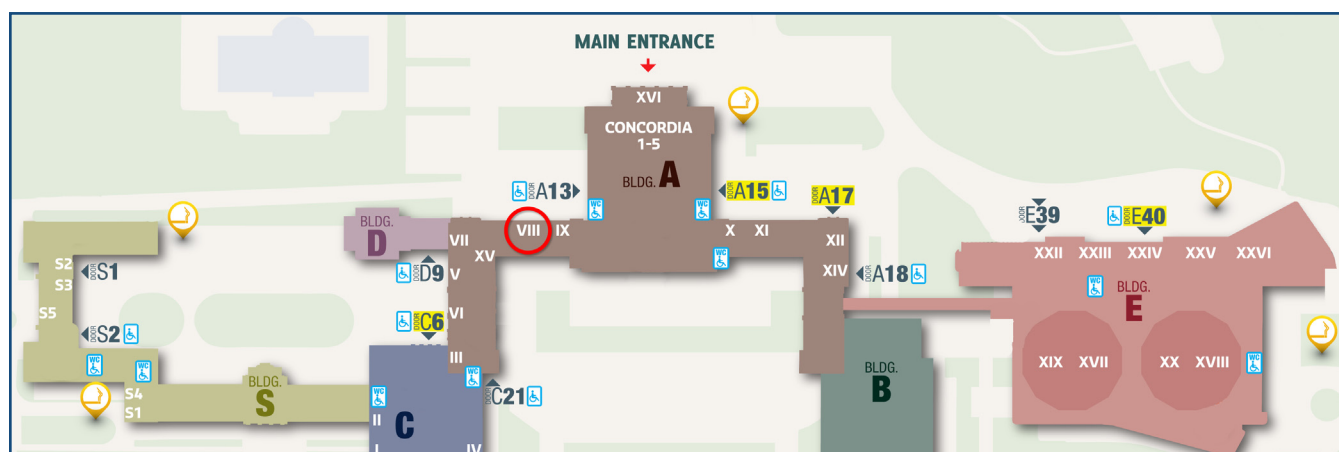 MAIN ENTRANCE
XVI
CONCORDIA
1-5
BLDG. A
DOOR A13
WC
DOOR A15
WC
DOOR A17
VIII
IX
X
XI
XII
BLDG.
D
VII
XV
V
VI
III
DOOR D9
DOOR C6
DOOR C21
WC
WC
XIV
DOOR A18
DOOR E39
DOOR E40
XXII
XXIII
XXIV
XXV
XXVI
WC
BLDG.
E
XIX
XVII
XX
XVIII
WC
S2
S3
S5
DOOR S1
DOOR S2
WC
WC
S4
S1
BLDG.
S
WC
II
C
I
IV
BLDG.
B